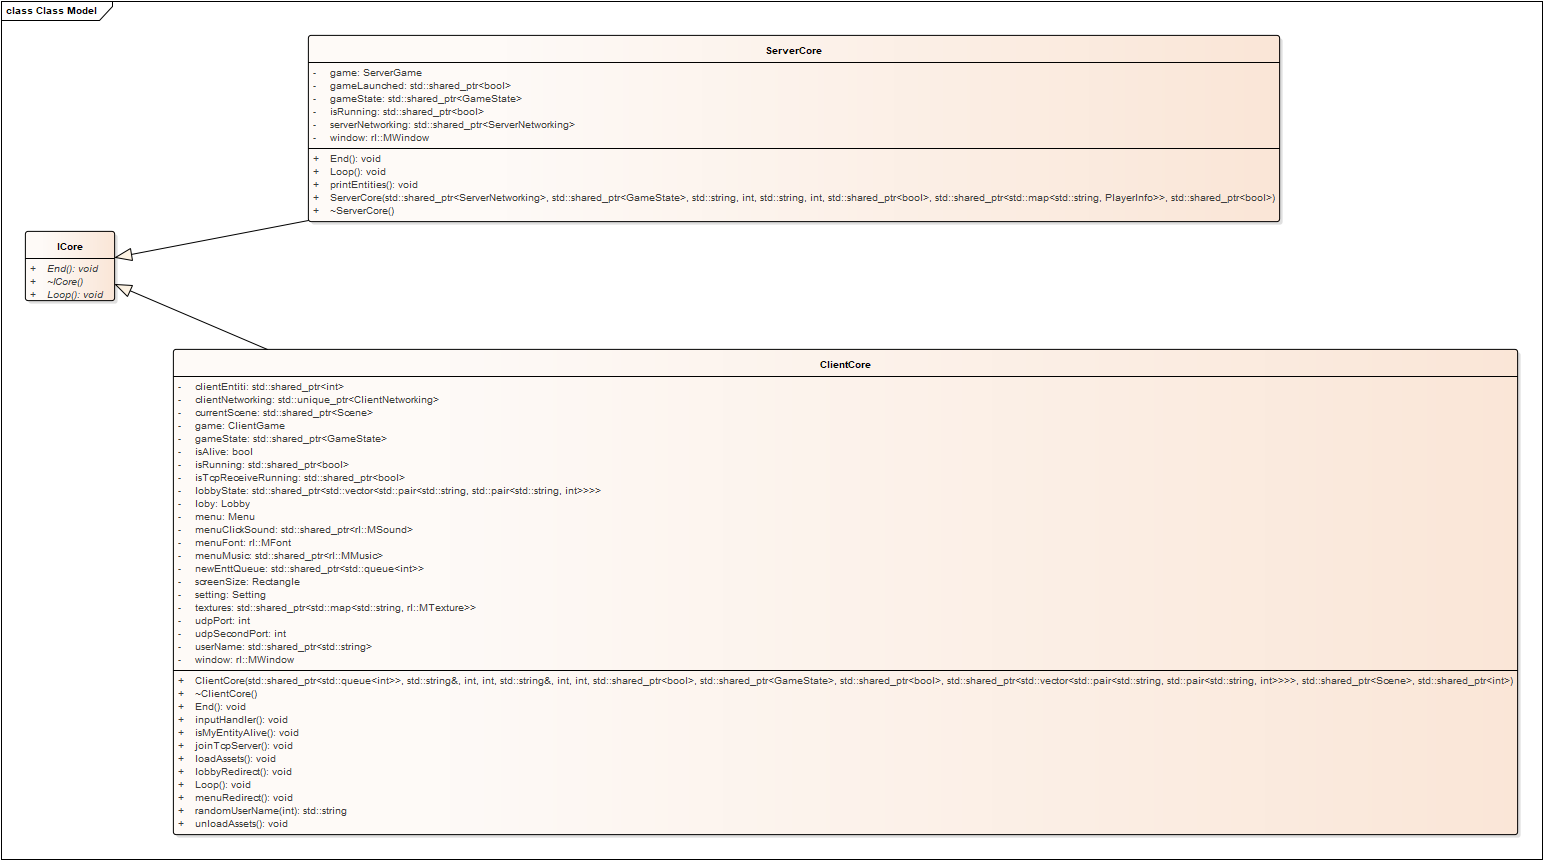 class Class Model
ServerCore
- game: ServerGame
- gameLaunched: std::shared_ptr<bool>
- gameState: std::shared_ptr<GameState>
- isRunning: std::shared_ptr<bool>
- serverNetworking: std::shared_ptr<ServerNetworking>
- window: rl::MWindow
+ End(): void
+ Loop(): void
+ printEntities(): void
+ ServerCore(std::shared_ptr<ServerNetworking>, std::shared_ptr<GameState>, std::string, int, std::string, int, std::shared_ptr<bool>, std::shared_ptr<std::map<std::string, PlayerInfo>>, std::shared_ptr<bool>)
+ ~ServerCore()
ICore
+ End(): void
+ ~ICore()
+ Loop(): void
ClientCore
- clientEntiti: std::shared_ptr<int>
- clientNetworking: std::unique_ptr<ClientNetworking>
- currentScene: std::shared_ptr<Scene>
- game: ClientGame
- gameState: std::shared_ptr<GameState>
- isAlive: bool
- isRunning: std::shared_ptr<bool>
- isTcpReceiveRunning: std::shared_ptr<bool>
- lobbyState: std::shared_ptr<std::vector<std::pair<std::string, std::pair<std::string, int>>>>
- loby: Lobby
- menu: Menu
- menuClickSound: std::shared_ptr<rl::MSound>
- menuFont: rl::MFont
- menuMusic: std::shared_ptr<rl::MMusic>
- newEnttQueue: std::shared_ptr<std::queue<int>>
- screenSize: Rectangle
- setting: Setting
- textures: std::shared_ptr<std::map<std::string, rl::MTexture>>
- udpPort: int
- udpSecondPort: int
- userName: std::shared_ptr<std::string>
- window: rl::MWindow
+ ClientCore(std::shared_ptr<std::queue<int>>, std::string&, int, int, std::string&, int, int, std::shared_ptr<bool>, std::shared_ptr<GameState>, std::shared_ptr<bool>, std::shared_ptr<std::vector<std::pair<std::string, std::pair<std::string, int>>>>, std::shared_ptr<Scene>, std::shared_ptr<int>)
+ ~ClientCore()
+ End(): void
+ inputHandler(): void
+ isMyEntityAlive(): void
+ joinTcpServer(): void
+ loadAssets(): void
+ lobbyRedirect(): void
+ Loop(): void
+ menuRedirect(): void
+ randomUserName(int): std::string
+ unloadAssets(): void